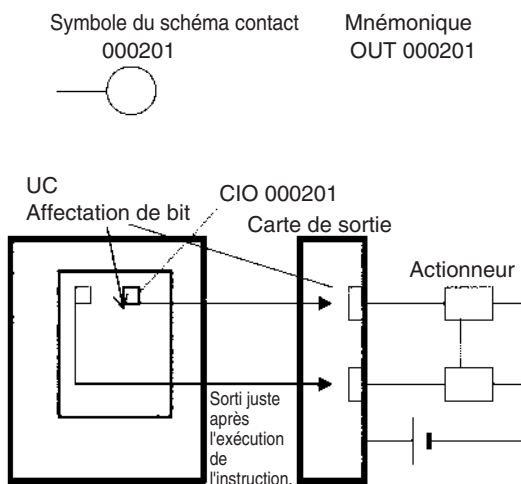 Symbole du schéma contact
000201
Mnémonique
OUT 000201
UC
Affectation de bit
CIO 000201
Carte de sortie
Actionneur
Sorti juste
après
l'exécution
de
l'instruction.